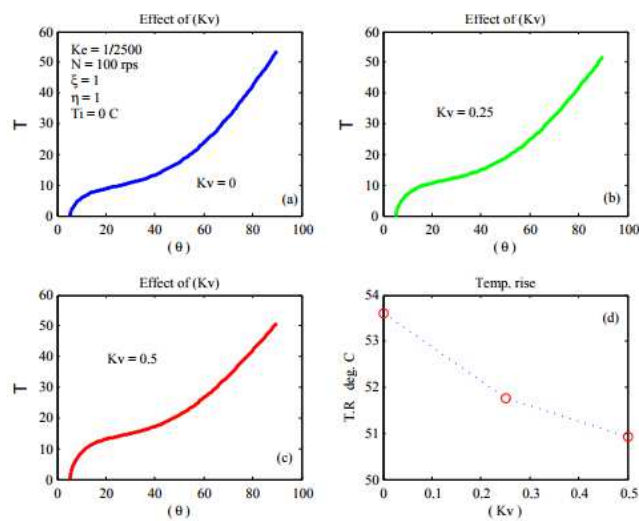 Effect of (Kv)
60
50
40
30
20
10
0
T
Ke = 1/2500
N = 100 rps
ξ = 1
η = 1
Ti = 0 C
Kv = 0
(a)
0 20 40 60 80 100
( θ )
Effect of (Kv)
60
50
40
30
20
10
0
T
Kv = 0.25
(b)
0 20 40 60 80 100
( θ )
Effect of (Kv)
60
50
40
30
20
10
0
T
Kv = 0.5
(c)
0 20 40 60 80 100
( θ )
Temp. rise
54
53
52
51
50
T.R deg. C
(d)
0 0.1 0.2 0.3 0.4 0.5
( Kv )